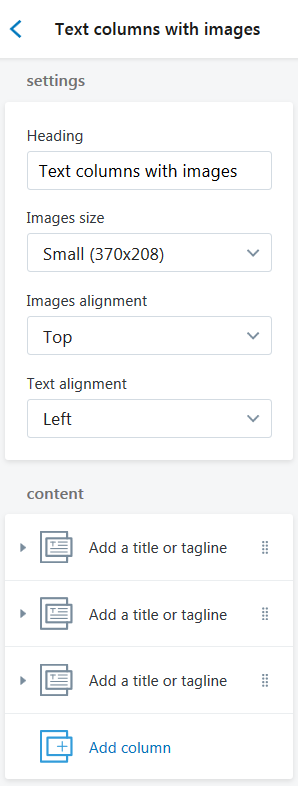 Text columns with images
settings
Heading
Text columns with images
Images size
Small (370x208)
Images alignment
Top
Text alignment
Left
content
Add a title or tagline
Add a title or tagline
Add a title or tagline
Add column